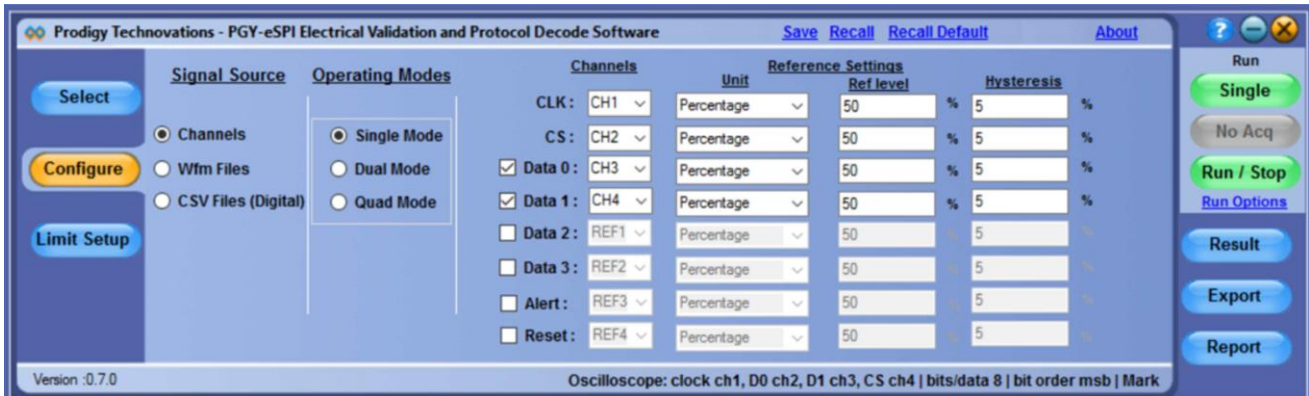 Prodigy Technovations - PGY-eSPI Electrical Validation and Protocol Decode Software Save Recall Recall Default About ?
Select
Configure
Limit Setup
Signal Source
Channels
Wfm Files
CSV Files (Digital)
Operating Modes
Single Mode
Dual Mode
Quad Mode
Channels Reference Settings
Unit Ref level Hysteresis
CLK : CH1 Percentage 50 % 5 %
CS : CH2 Percentage 50 % 5 %
Data 0 : CH3 Percentage 50 % 5 %
Data 1 : CH4 Percentage 50 % 5 %
Data 2 : REF1 Percentage 50 % 5 %
Data 3 : REF2 Percentage 50 % 5 %
Alert : REF3 Percentage 50 % 5 %
Reset : REF4 Percentage 50 % 5 %
Run
Single
No Acq
Run / Stop
Run Options
Result
Export
Report
Version :0.7.0 Oscilloscope: clock ch1, D0 ch2, D1 ch3, CS ch4 | bits/data 8 | bit order msb | Mark